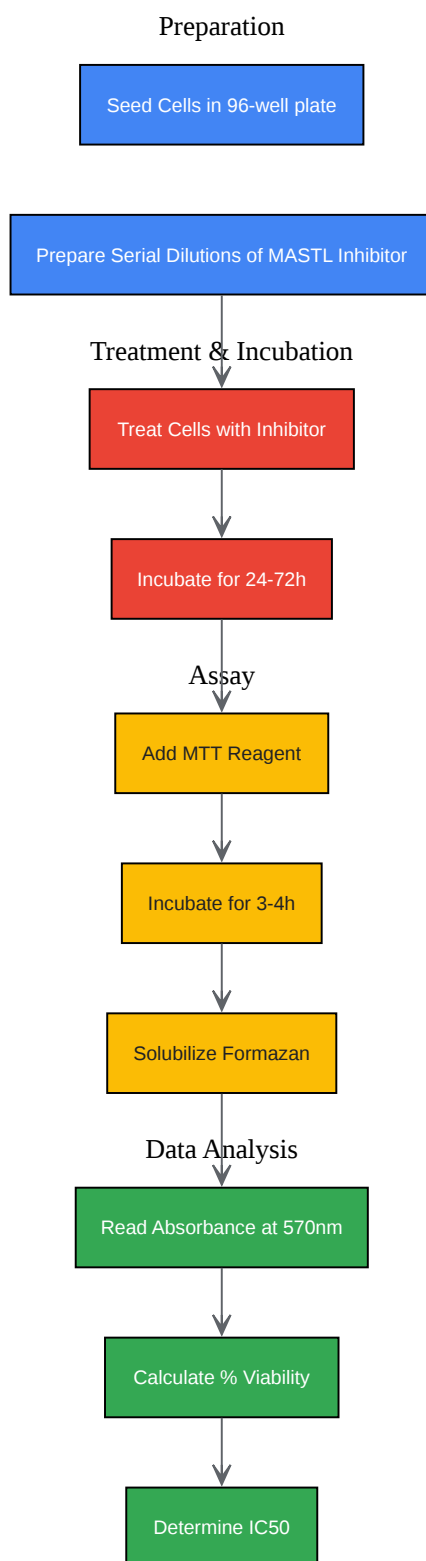 Preparation
Seed Cells in 96-well plate
Prepare Serial Dilutions of MASTL Inhibitor
Treatment & Incubation
Treat Cells with Inhibitor
Incubate for 24-72h
Assay
Add MTT Reagent
Incubate for 3-4h
Solubilize Formazan
Data Analysis
Read Absorbance at 570nm
Calculate % Viability
Determine IC50